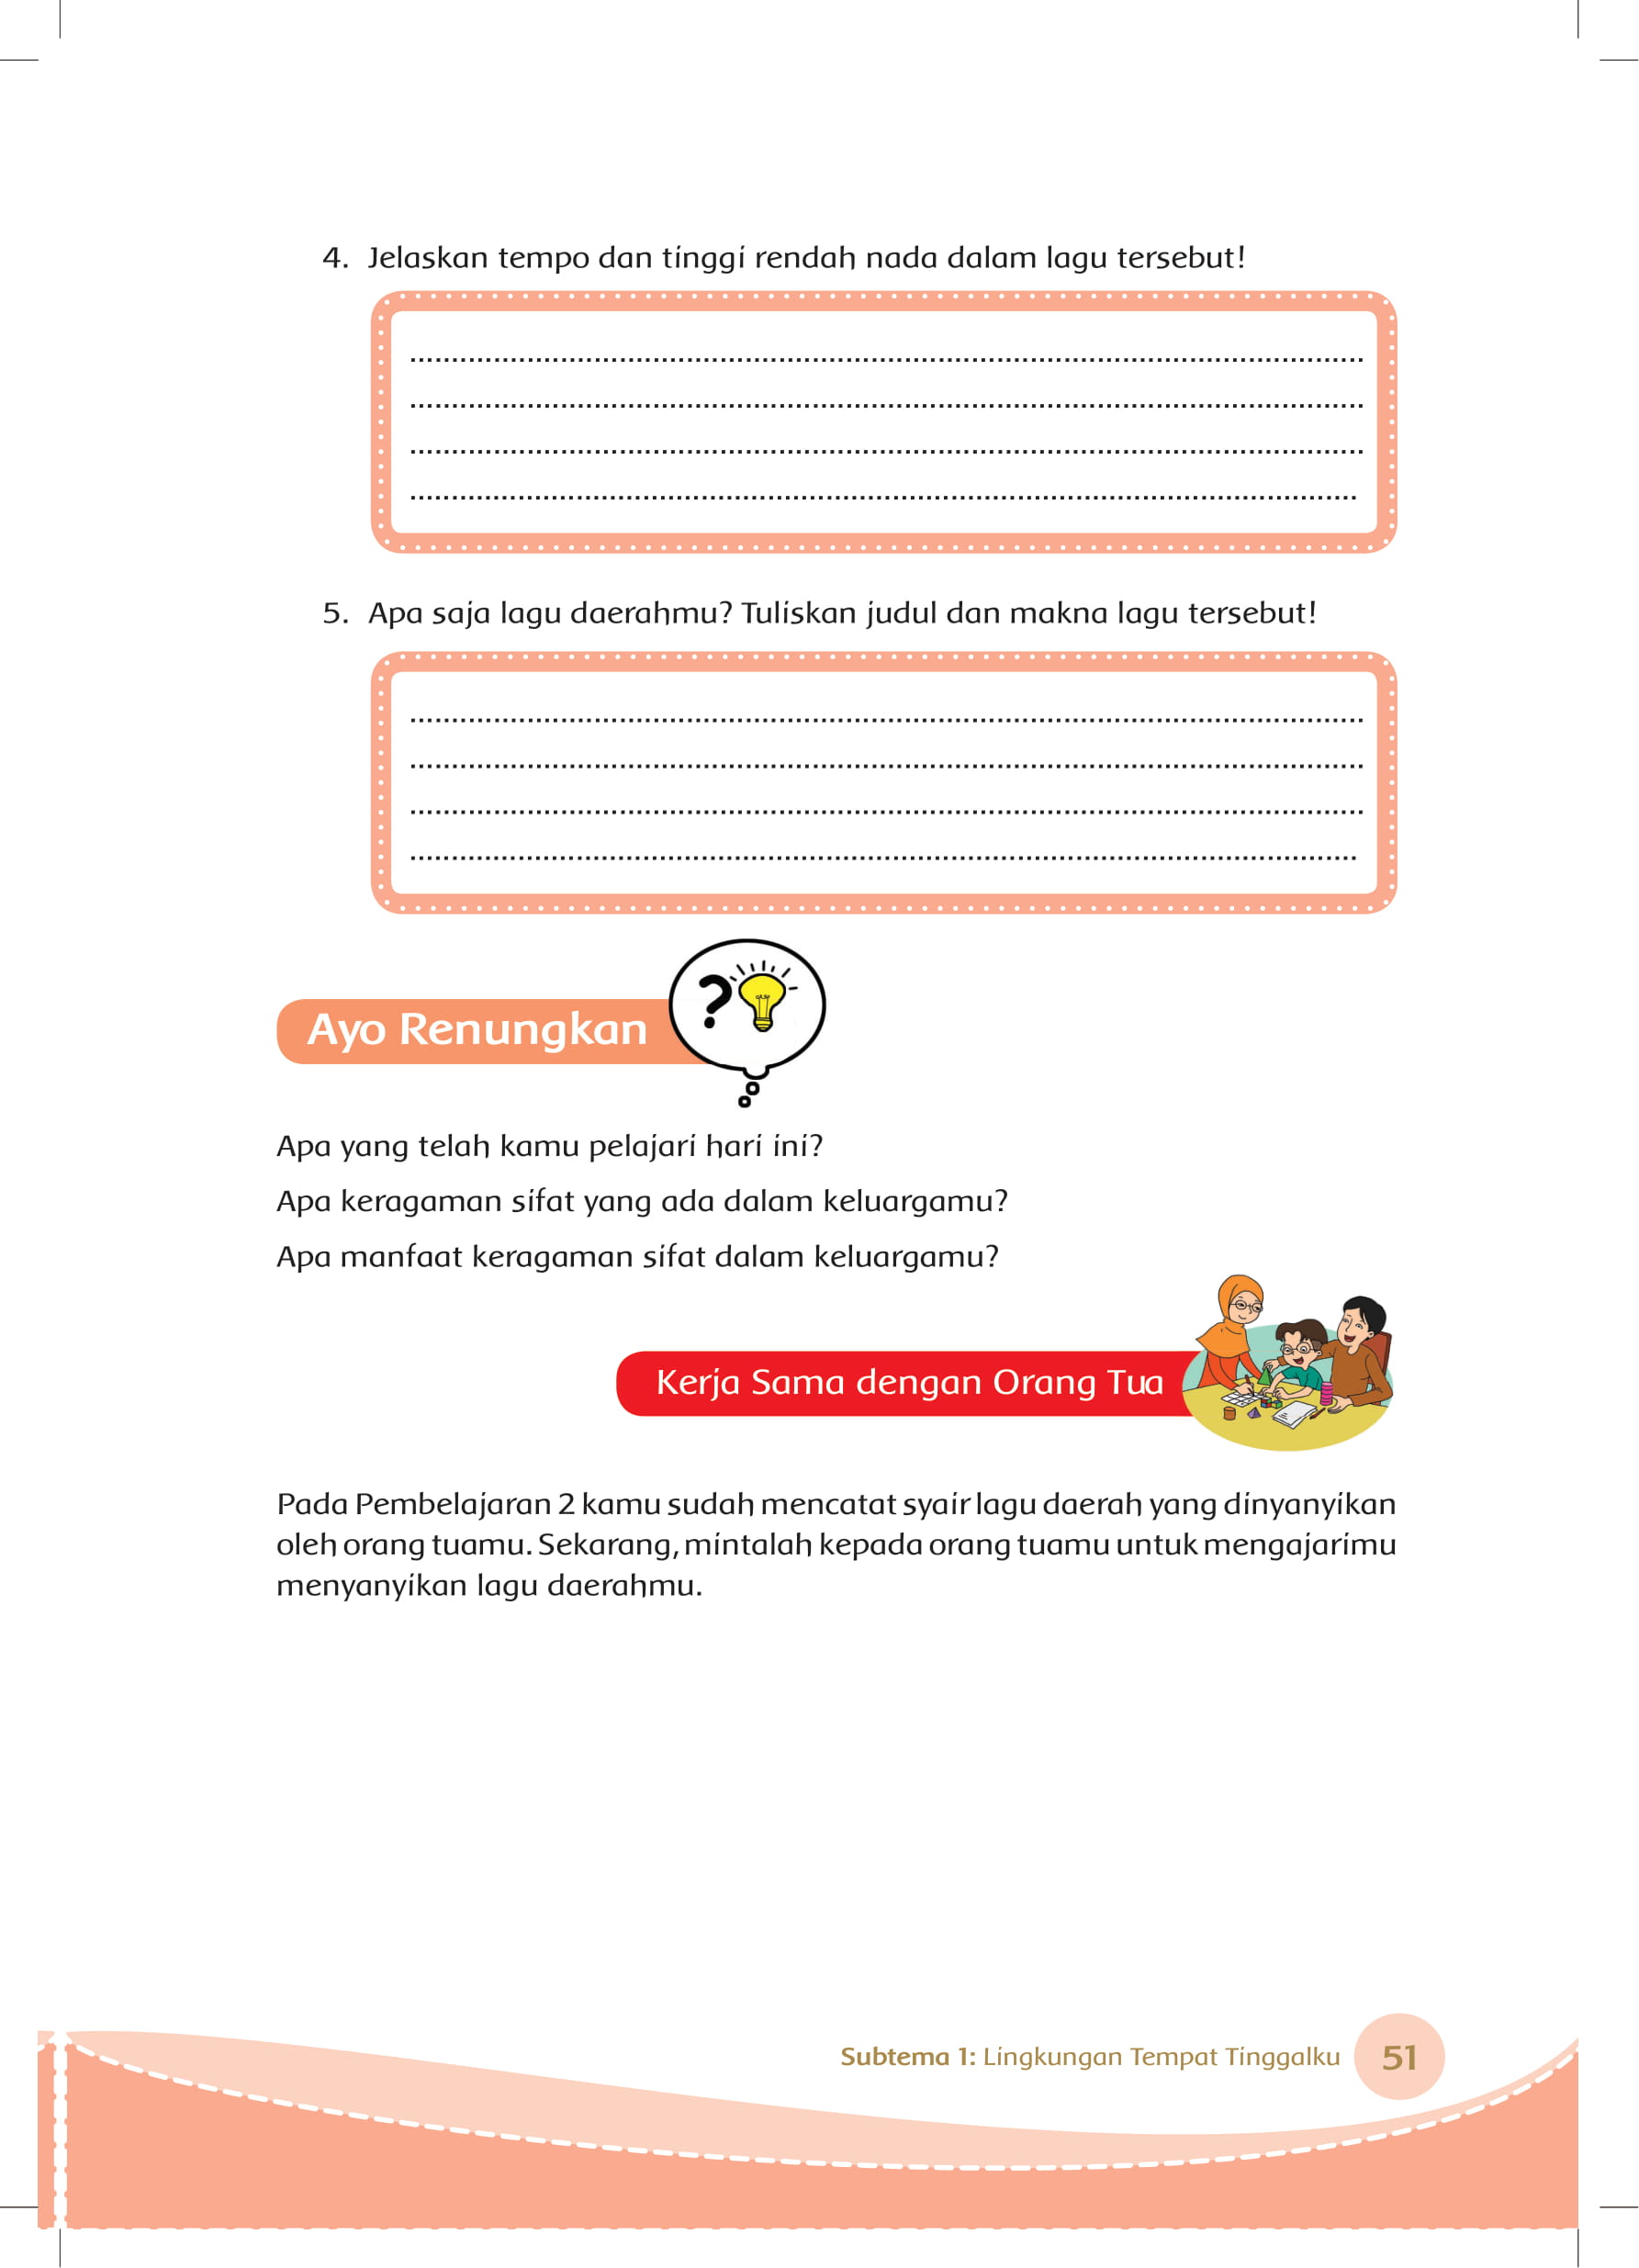 4. Jelaskan tempo dan tinggi rendah nada dalam lagu tersebut!
5. Apa saja lagu daerahmu? Tuliskan judul dan makna lagu tersebut!
Ayo Renungkan
?
Apa yang telah kamu pelajari hari ini?
Apa keragaman sifat yang ada dalam keluargamu?
Apa manfaat keragaman sifat dalam keluargamu?
Kerja Sama dengan Orang Tua
Pada Pembelajaran 2 kamu sudah mencatat syair lagu daerah yang dinyanyikan
oleh orang tuamu. Sekarang, mintalah kepada orang tuamu untuk mengajarimu
menyanyikan lagu daerahmu.
Subtema 1: Lingkungan Tempat Tinggalku 51